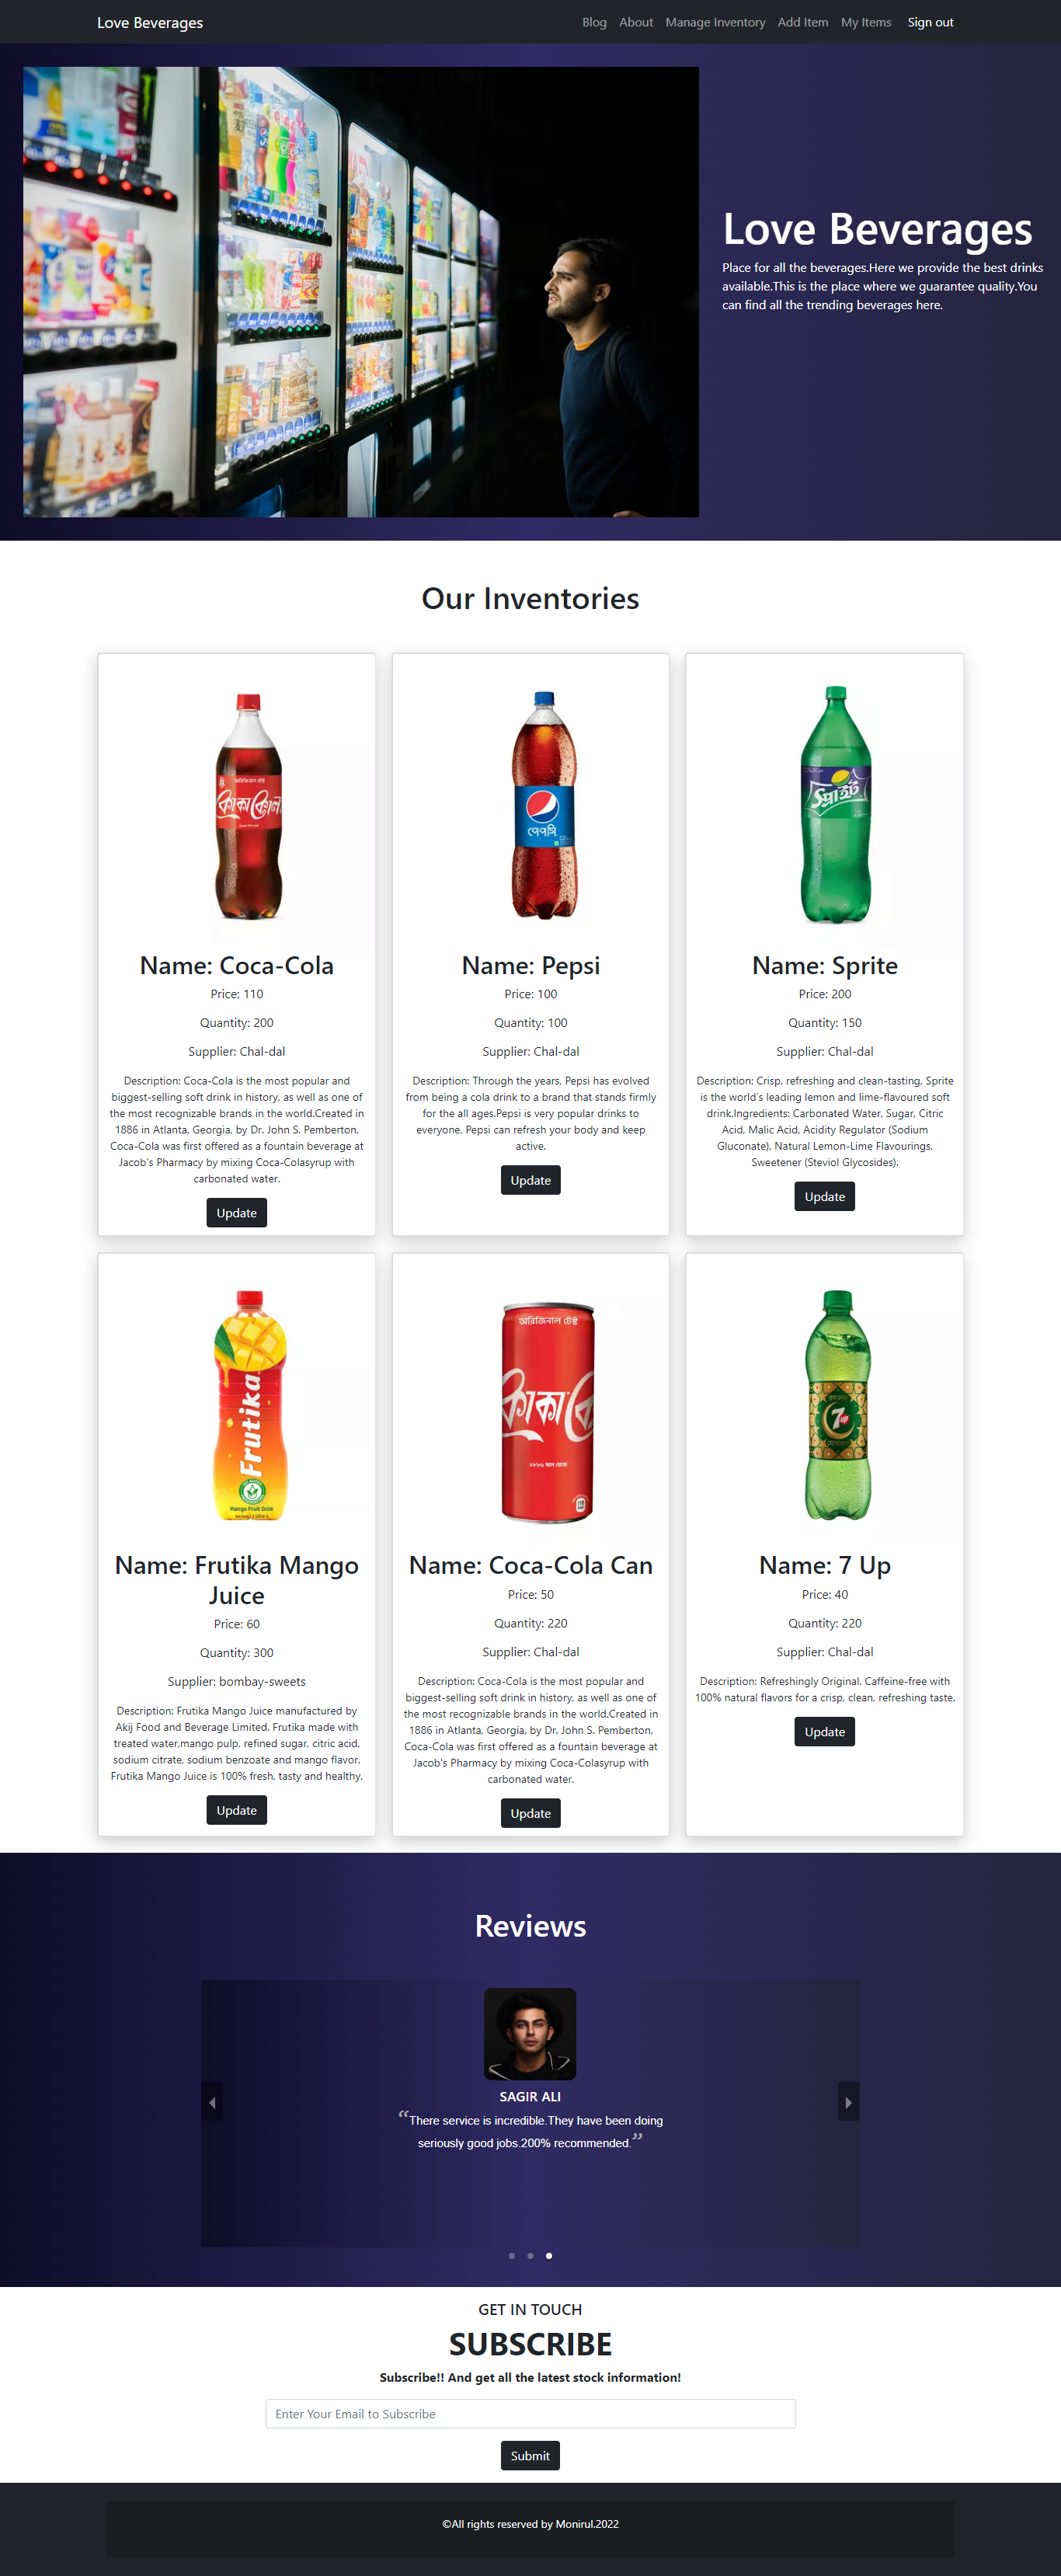 Love Beverages
Blog About Manage Inventory Add Item My Items Sign out
Love Beverages
Place for all the beverages.Here we provide the best drinks
available.This is the place where we guarantee quality.You
can find all the trending beverages here.
Our Inventories
পেপসি
স্প্রাইট
Name: Coca-Cola
Price: 110
Quantity: 200
Supplier: Chal-dal
Description: Coca-Cola is the most popular and
biggest-selling soft drink in history, as well as one of
the most recognizable brands in the world.Created in
1886 in Atlanta, Georgia, by Dr. John S. Pemberton,
Coca-Cola was first offered as a fountain beverage at
Jacob's Pharmacy by mixing Coca-Colasyrup with
carbonated water.
Update
Name: Pepsi
Price: 100
Quantity: 100
Supplier: Chal-dal
Description: Through the years, Pepsi has evolved
from being a cola drink to a brand that stands firmly
for the all ages.Pepsi is very popular drinks to
everyone. Pepsi can refresh your body and keep
active.
Update
Name: Sprite
Price: 200
Quantity: 150
Supplier: Chal-dal
Description: Crisp, refreshing and clean-tasting, Sprite
is the world's leading lemon and lime-flavoured soft
drink.Ingredients: Carbonated Water, Sugar, Citric
Acid, Malic Acid, Acidity Regulator (Sodium
Gluconate), Natural Lemon-Lime Flavourings,
Sweetener (Steviol Glycosides).
Update
Frutika
Mango Fruit Drink
Name: Frutika Mango
Juice
Price: 60
Quantity: 300
Supplier: bombay-sweets
Description: Frutika Mango Juice manufactured by
Akij Food and Beverage Limited. Frutika made with
treated water,mango pulp, refined sugar, citric acid,
sodium citrate, sodium benzoate and mango flavor.
Frutika Mango Juice is 100% fresh, tasty and healthy.
Update
অরিজিনাল টেস্ট
Name: Coca-Cola Can
Price: 50
Quantity: 220
Supplier: Chal-dal
Description: Coca-Cola is the most popular and
biggest-selling soft drink in history, as well as one of
the most recognizable brands in the world.Created in
1886 in Atlanta, Georgia, by Dr. John S. Pemberton,
Coca-Cola was first offered as a fountain beverage at
Jacob's Pharmacy by mixing Coca-Colasyrup with
carbonated water.
Update
7up
Name: 7 Up
Price: 40
Quantity: 220
Supplier: Chal-dal
Description: Refreshingly Original. Caffeine-free with
100% natural flavors for a crisp, clean, refreshing taste.
Update
Reviews
SAGIR ALI
“There service is incredible.They have been doing
seriously good jobs.200% recommended.”
GET IN TOUCH
SUBSCRIBE
Subscribe!! And get all the latest stock information!
Enter Your Email to Subscribe
Submit
©All rights reserved by Monirul.2022